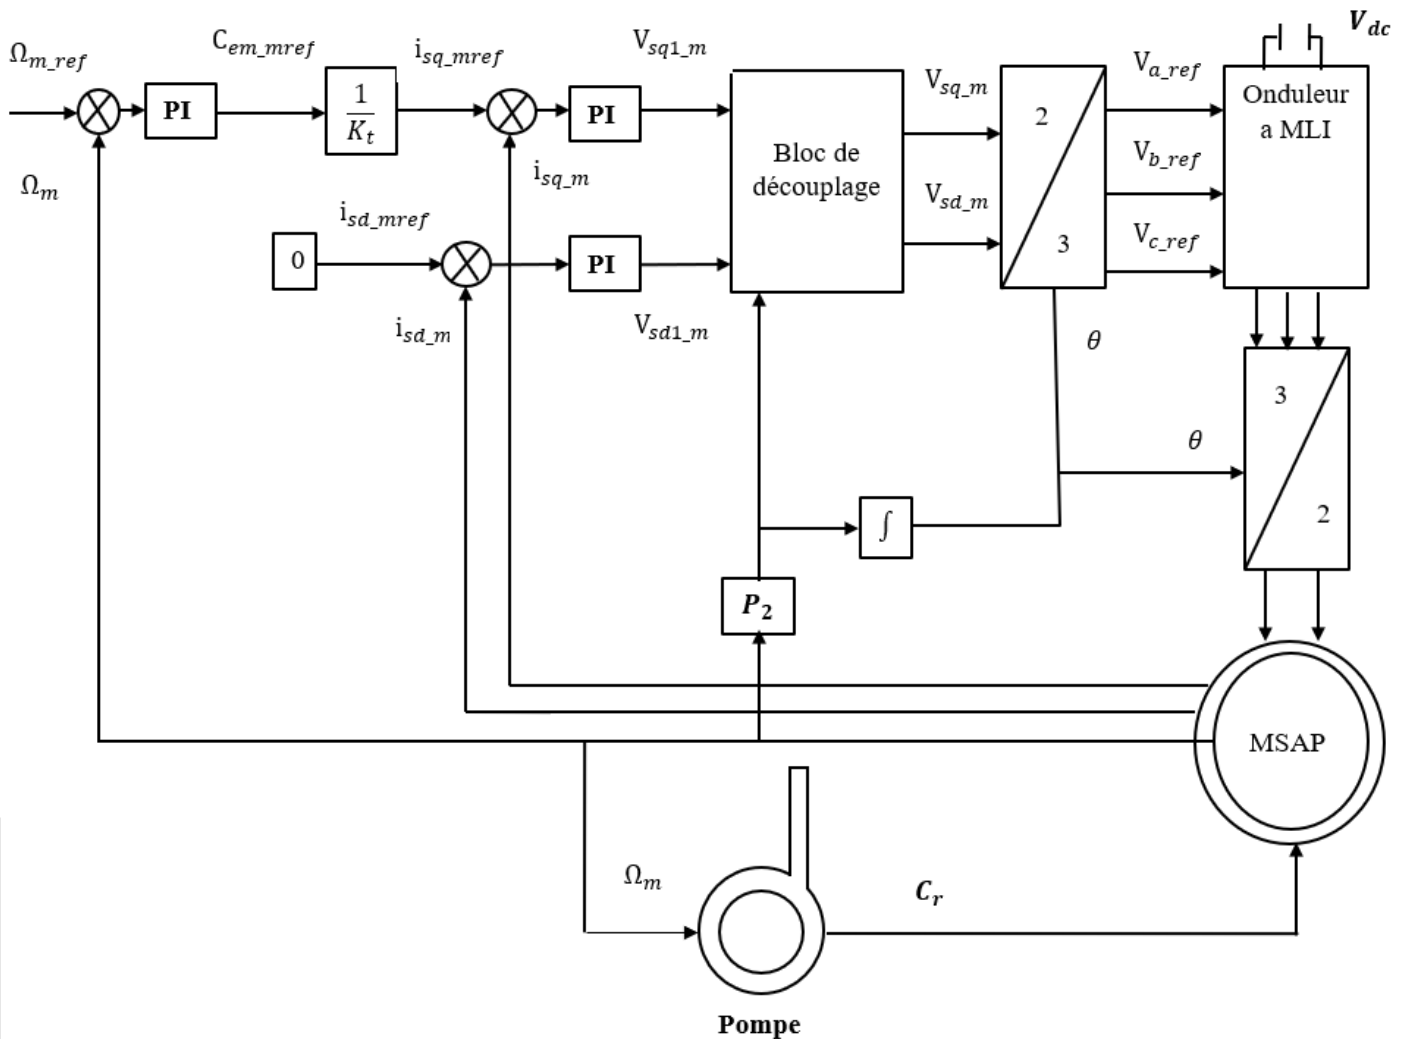 V_dc
Ω_m_ref
C_em_mref
i_sq_mref
V_sq1_m
V_sq_m
V_a_ref
Onduleur
a MLI
PI
1
K_t
PI
2
Bloc de
découplage
V_b_ref
Ω_m
i_sq_m
V_sd_m
i_sd_mref
3
V_c_ref
0
PI
i_sd_m
V_sd1_m
θ
3
θ
∫
2
P_2
MSAP
Ω_m
C_r
Pompe